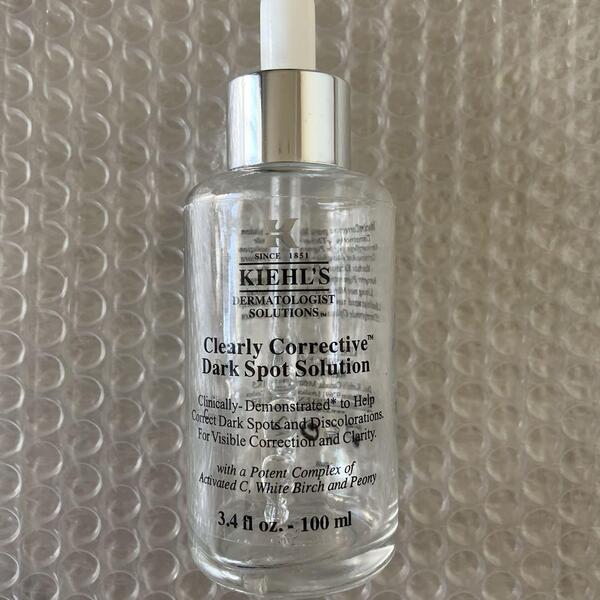 K
SINCE 1851
KIEHL'S
DERMATOLOGIST
SOLUTIONS™
Clearly Corrective™
Dark Spot Solution
Clinically- Demonstrated* to Help
Correct Dark Spots and Discolorations.
For Visible Correction and Clarity.
with a Potent Complex of
Activated C, White Birch and Peony
3.4 fl oz. - 100 ml